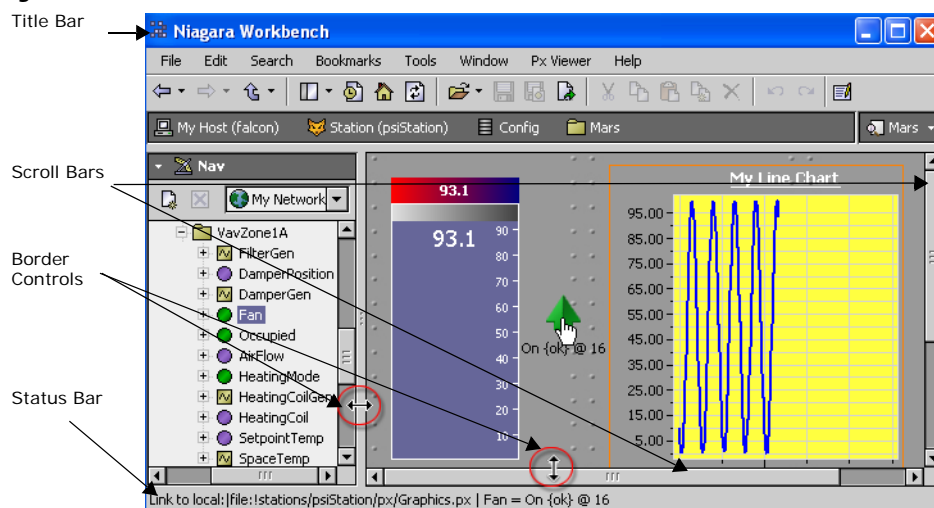 Title Bar
Niagara Workbench
File Edit Search Bookmarks Tools Window Px Viewer Help
My Host (falcon) Station (psiStation) Config Mars Mars
Scroll Bars
Nav
My Network
My Line Chart
93.1
93.1
90
80
70
60
50
40
30
20
10
95.00
85.00
75.00
65.00
55.00
45.00
35.00
25.00
15.00
5.00
VavZone1A
FilterGen
DamperPosition
DamperGen
Fan
Occupied
AirFlow
HeatingMode
HeatingCoilGen
HeatingCoil
SetpointTemp
SpaceTemp
On {ok} @ 16
Border
Controls
Status Bar
Link to local:|file:!stations/psiStation/px/Graphics.px | Fan = On {ok} @ 16